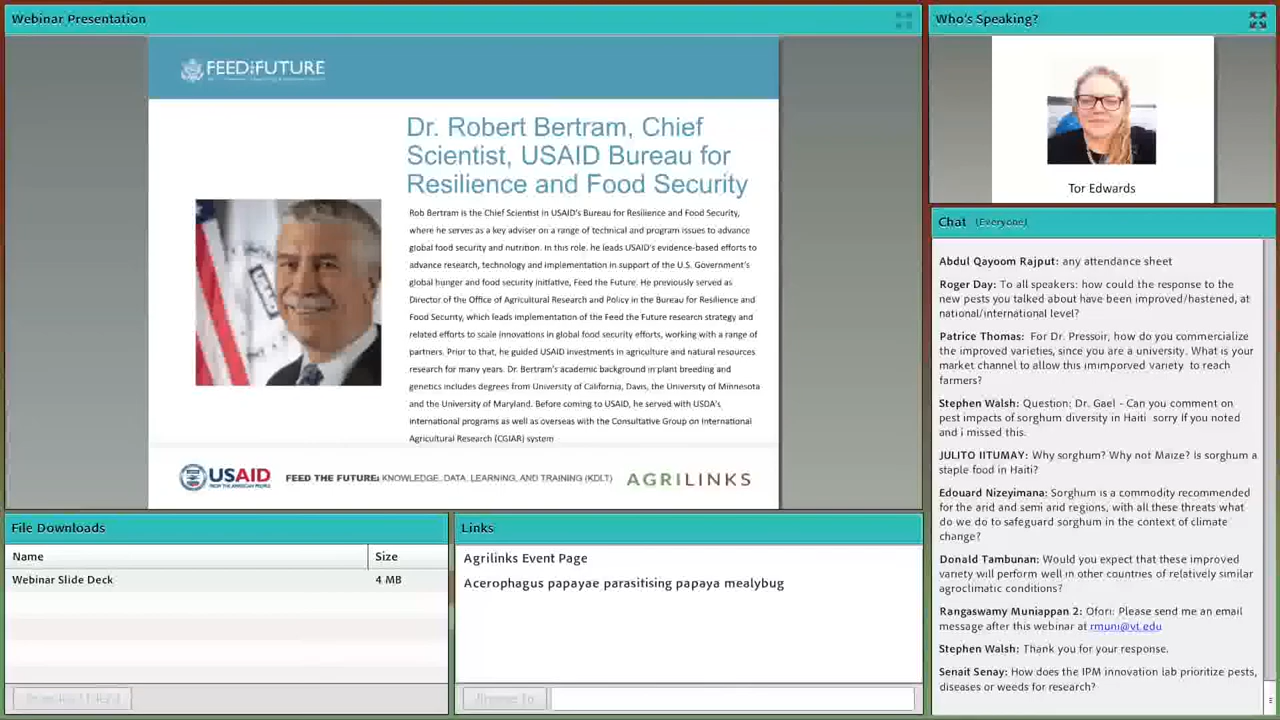 Webinar Presentation
FEED THE FUTURE
Dr. Robert Bertram, Chief
Scientist, USAID Bureau for
Resilience and Food Security
Rob Bertram is the Chief Scientist in USAID's Bureau for Resilience and Food Security,
where he serves as a key adviser on a range of technical and program issues to advance
global food security and nutrition. In this role, he leads USAID's evidence-based efforts to
advance research, technology and implementation in support of the U.S. Government's
global hunger and food security initiative, Feed the Future. He previously served as
Director of the Office of Agricultural Research and Policy in the Bureau for Resilience and
Food Security, which leads implementation of the Feed the Future research strategy and
related efforts to scale innovations in global food security efforts, working with a range of
partners. Prior to that, he guided USAID investments in agriculture and natural resources
research for many years. Dr. Bertram's academic background in plant breeding and
genetics includes degrees from University of California, Davis, the University of Minnesota
and the University of Maryland. Before coming to USAID, he served with USDA's
international programs as well as overseas with the Consultative Group on International
Agricultural Research (CGIAR) system
USAID
FROM THE AMERICAN PEOPLE
FEED THE FUTURE: KNOWLEDGE, DATA, LEARNING, AND TRAINING (KDLT)
AGRILINKS
Who's Speaking?
Tor Edwards
Chat (Everyone)
Abdul Qayoom Rajput: any attendance sheet
Roger Day: To all speakers: how could the response to the
new pests you talked about have been improved/hastened, at
national/international level?
Patrice Thomas: For Dr. Pressoir, how do you commercialize
the improved varieties, since you are a university. What is your
market channel to allow this immporved variety to reach
farmers?
Stephen Walsh: Question; Dr. Gael - Can you comment on
pest impacts of sorghum diversity in Haiti sorry if you noted
and i missed this.
JULITO IITUMAY: Why sorghum? Why not Maize? Is sorghum a
staple food in Haiti?
Edouard Nizeyimana: Sorghum is a commodity recommended
for the arid and semi arid regions, with all these threats what
do we do to safeguard sorghum in the context of climate
change?
Donald Tambunan: Would you expect that these improved
variety will perform well in other countries of relatively similar
agroclimatic conditions?
Rangaswamy Muniappan 2: Ofori: Please send me an email
message after this webinar at rmuni@vt.edu
Stephen Walsh: Thank you for your response.
Senait Senay: How does the IPM innovation lab prioritize pests,
diseases or weeds for research?
File Downloads
Name Size
Webinar Slide Deck 4 MB
Links
Agrilinks Event Page
Acerophagus papayae parasitising papaya mealybug
Browse To